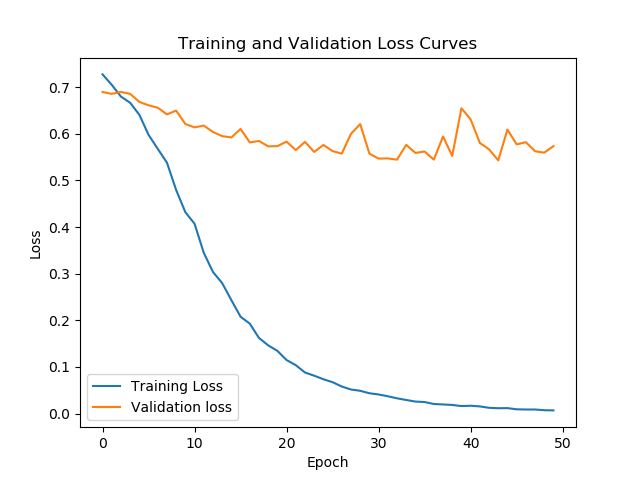 Training and Validation Loss Curves
0.7
0.6
0.5
0.4
0.3
0.2
0.1
0.0
Loss
Training Loss
Validation loss
0 10 20 30 40 50
Epoch